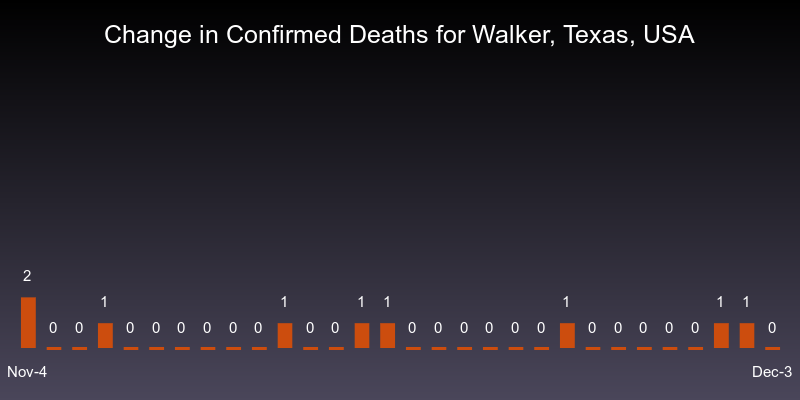 Change in Confirmed Deaths for Walker, Texas, USA
2
1 1 1 1 1 1 1
0 0 0 0 0 0 0 0 0 0 0 0 0 0 0 0 0 0 0 0 0 0
Nov-4 Dec-3